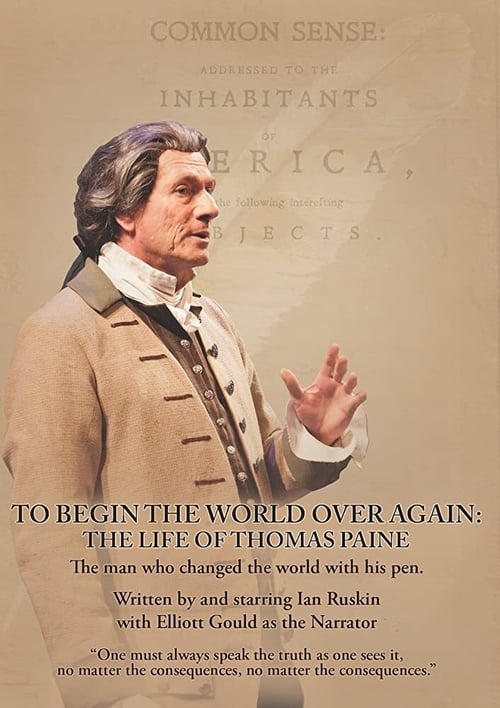 COMMON SENSE:
ADDRESSED TO THE
INHABITANTS
OF
ERICA,
the following interesting
BJECTS.
TO BEGIN THE WORLD OVER AGAIN:
THE LIFE OF THOMAS PAINE
The man who changed the world with his pen.
Written by and starring Ian Ruskin
with Elliott Gould as the Narrator
“One must always speak the truth as one sees it,
no matter the consequences, no matter the consequences.”